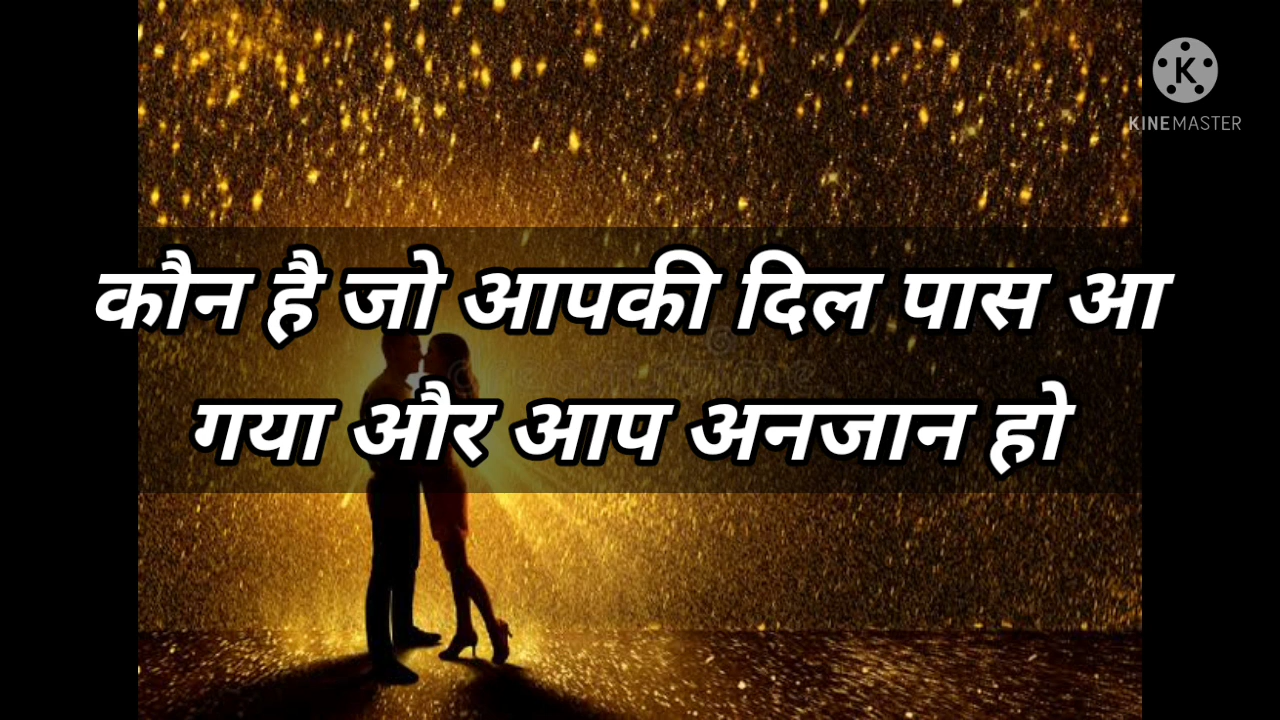 KINEMASTER
कौन है जो आपकी दिल पास आ
गया और आप अनजान हो